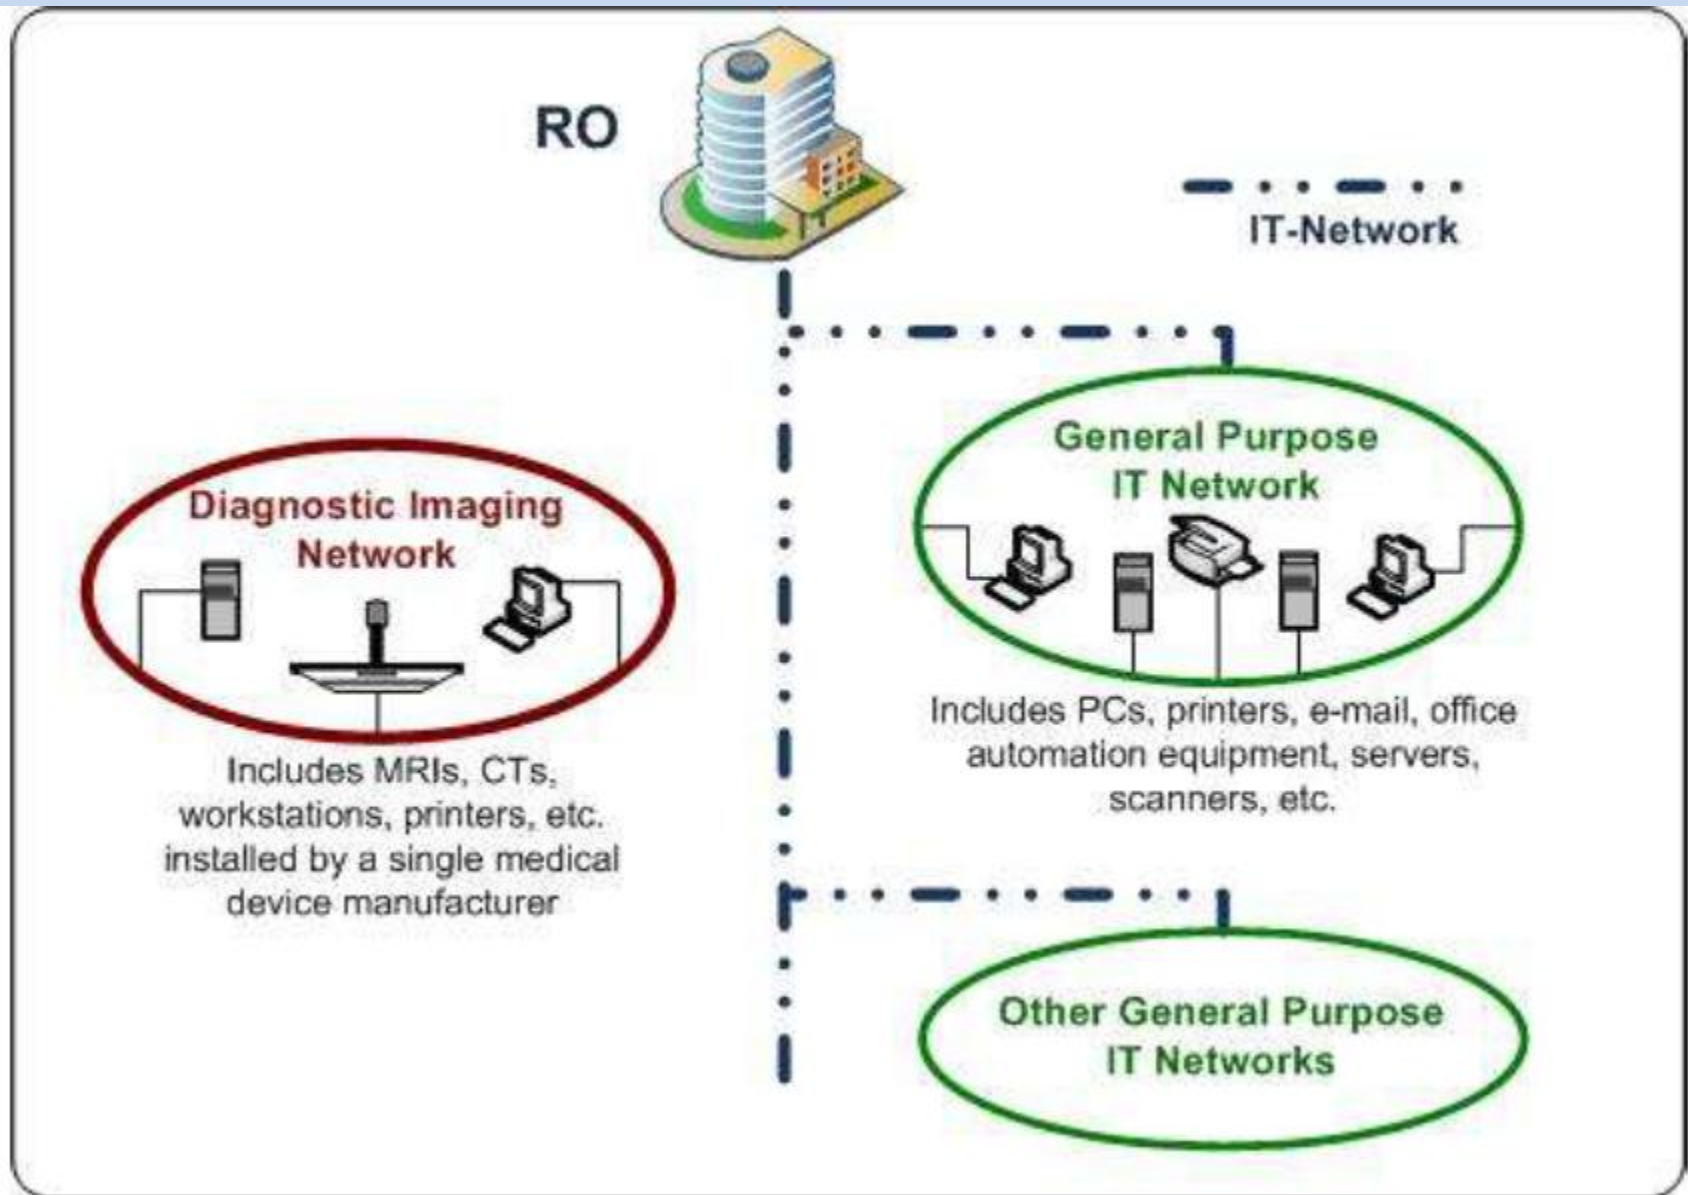 RO
IT-Network
General Purpose
IT Network
Includes PCs, printers, e-mail, office
automation equipment, servers,
scanners, etc.
Diagnostic Imaging
Network
Includes MRIs, CTs,
workstations, printers, etc.
installed by a single medical
device manufacturer
Other General Purpose
IT Networks